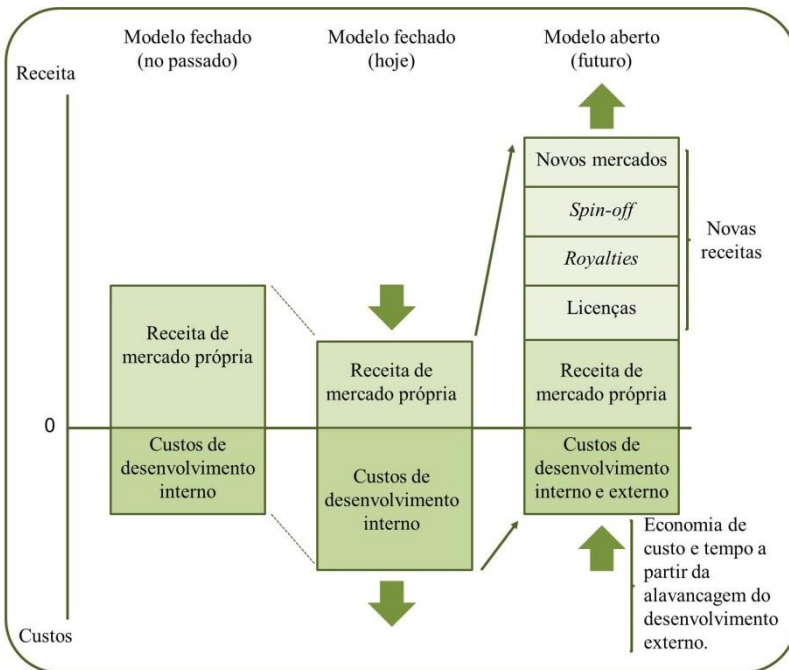 Modelo fechado
(no passado)
Modelo fechado
(hoje)
Modelo aberto
(futuro)
Receita
Novos mercados
Spin-off
Royalties
Licenças
Novas
receitas
Receita de
mercado própria
Receita de
mercado própria
Receita de
mercado própria
0
Custos de
desenvolvimento
interno
Custos de
desenvolvimento
interno
Custos de
desenvolvimento
interno e externo
Economia de
custo e tempo a
partir da
alavancagem do
desenvolvimento
externo.
Custos